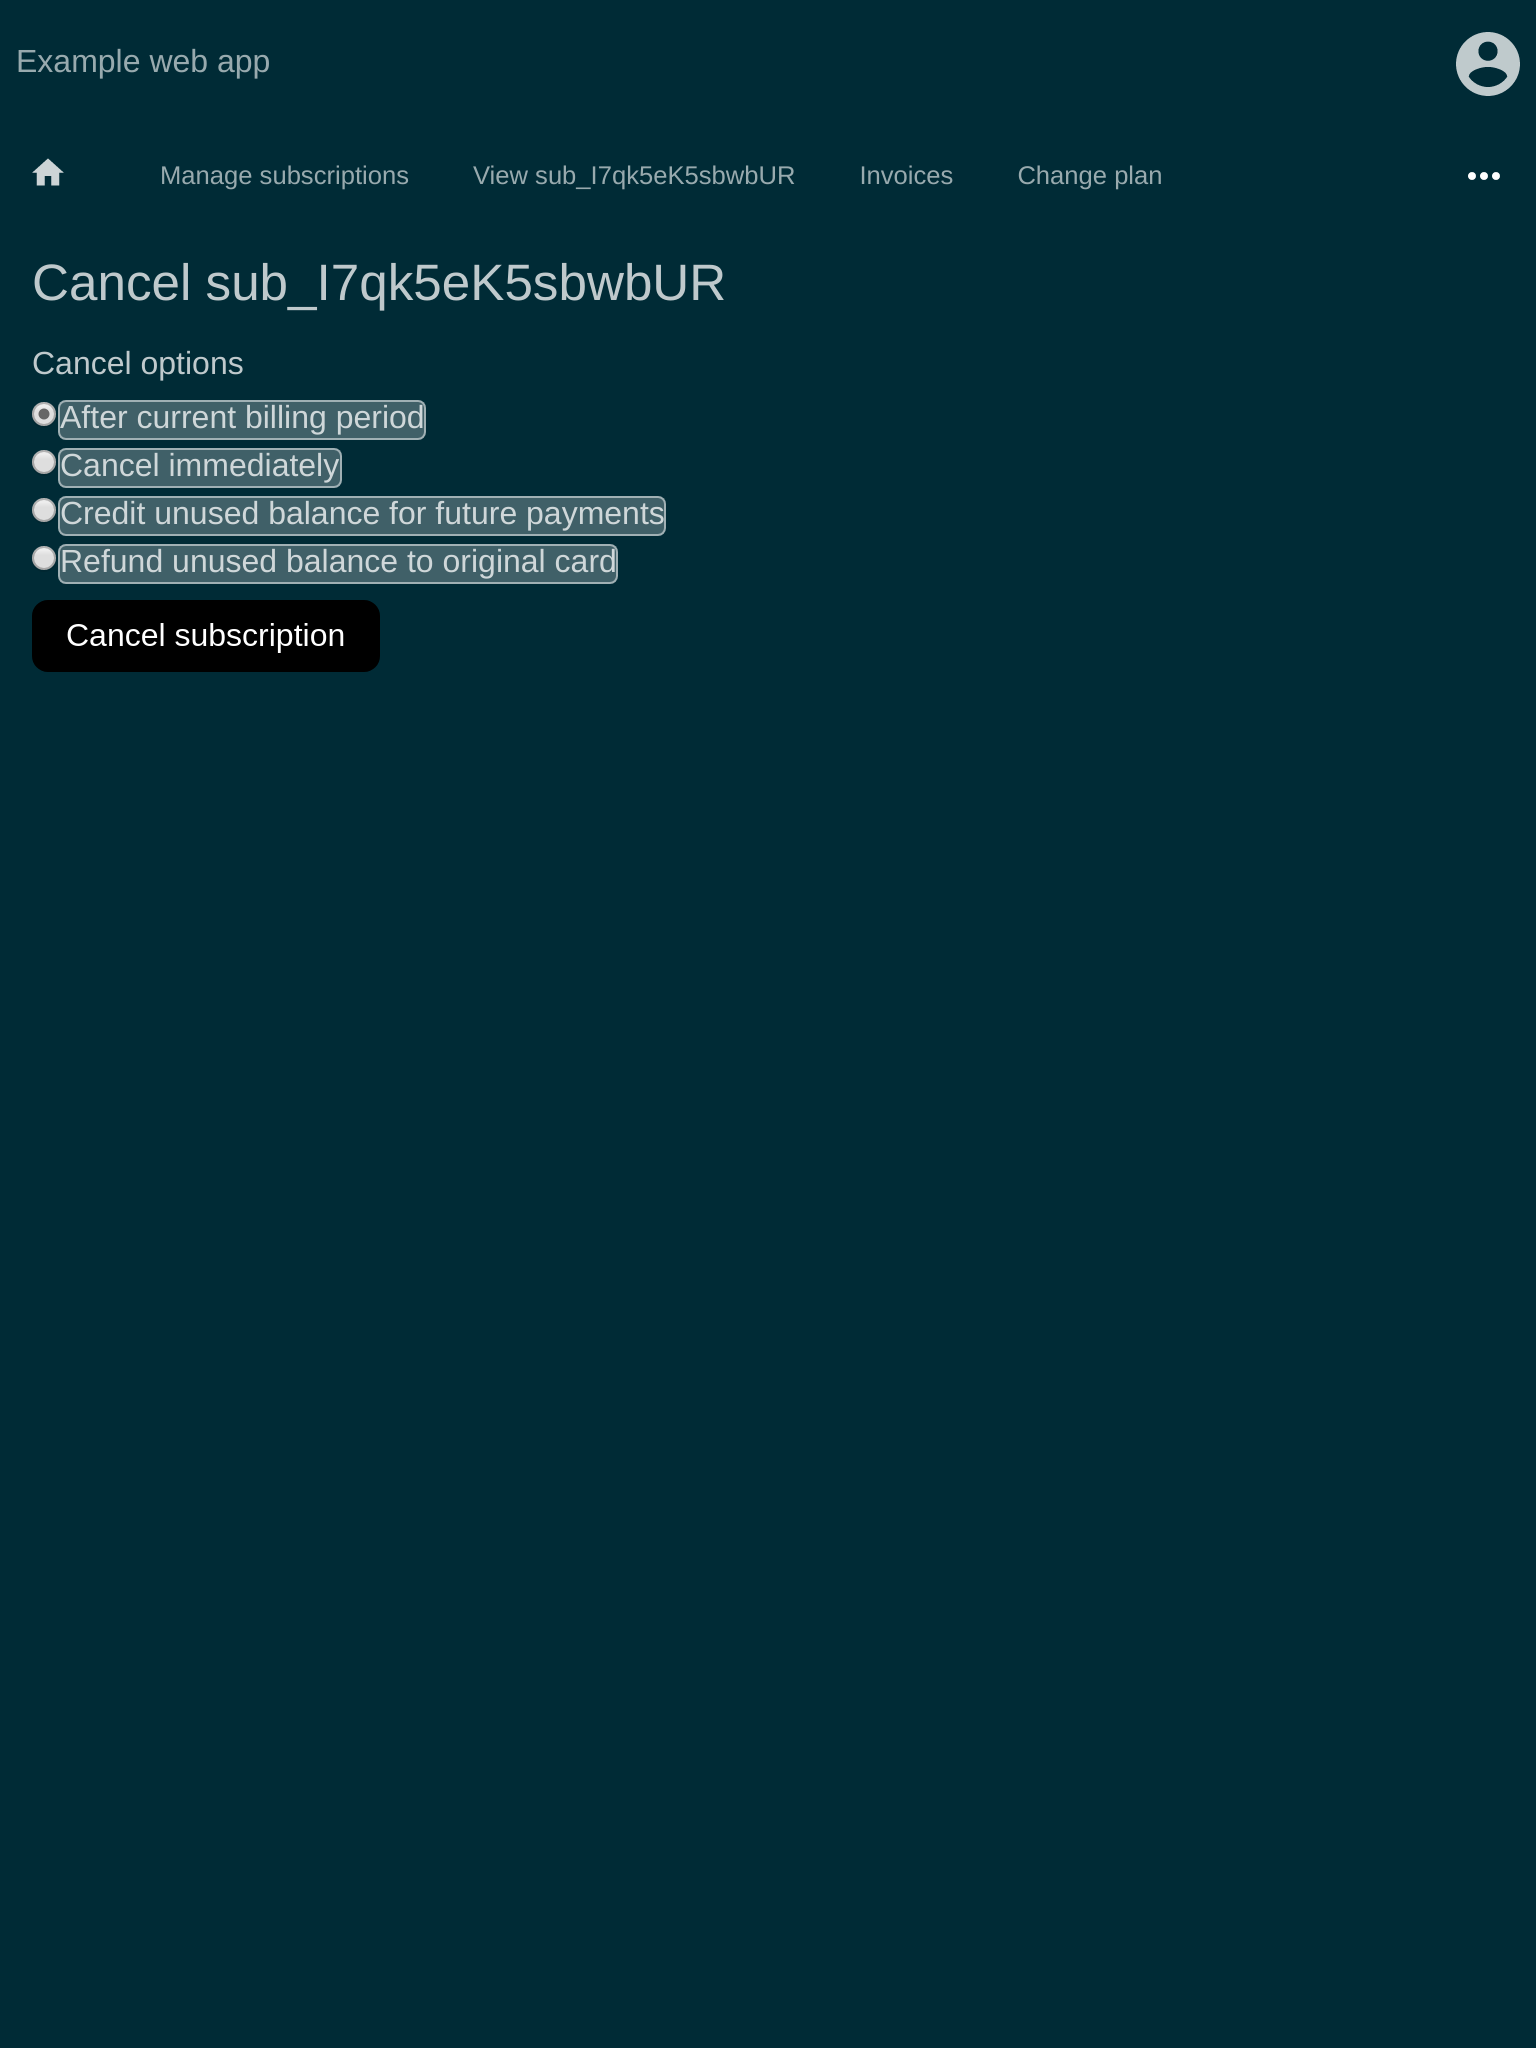 Example web app
Manage subscriptions View sub_I7qk5eK5sbwbUR Invoices Change plan
Cancel sub_I7qk5eK5sbwbUR
Cancel options
After current billing period
Cancel immediately
Credit unused balance for future payments
Refund unused balance to original card
Cancel subscription